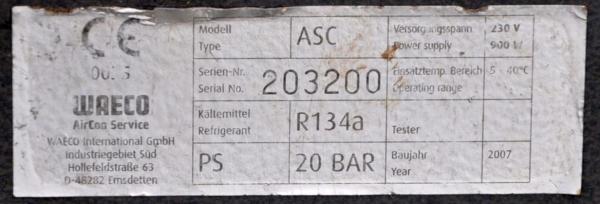 CE
WAECO
AirCon Service
WAECO International GmbH
Industriegebiet Süd
Hollefeldstraße 63
D-48282 Emsdetten
Modell
Type
ASC
Serien-Nr.
Serial No.
203200
Kältemittel
Refrigerant
R134a
PS
20 BAR
Versorgungsspann
Power supply
230 V
900
Einsatztemp. Bereich
Operating range
5 40°C
Tester
Baujahr
Year
2007